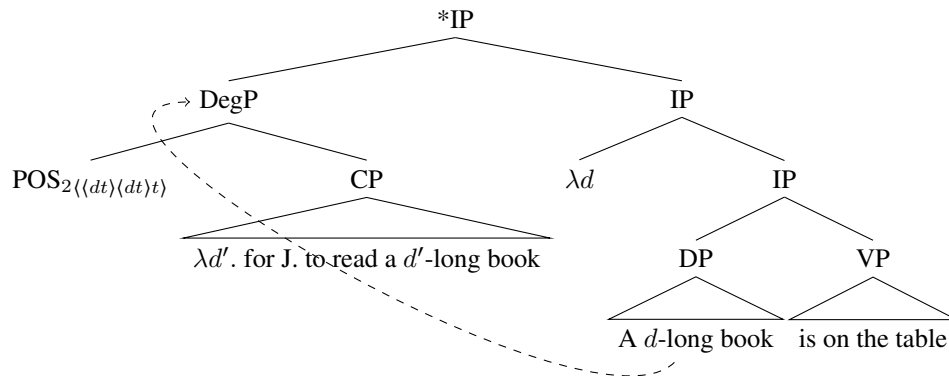 *IP
DegP IP
POS₂⟨⟨dt⟩⟨dt⟩t⟩ CP λd IP
λd′. for J. to read a d′-long book DP VP
A d-long book is on the table